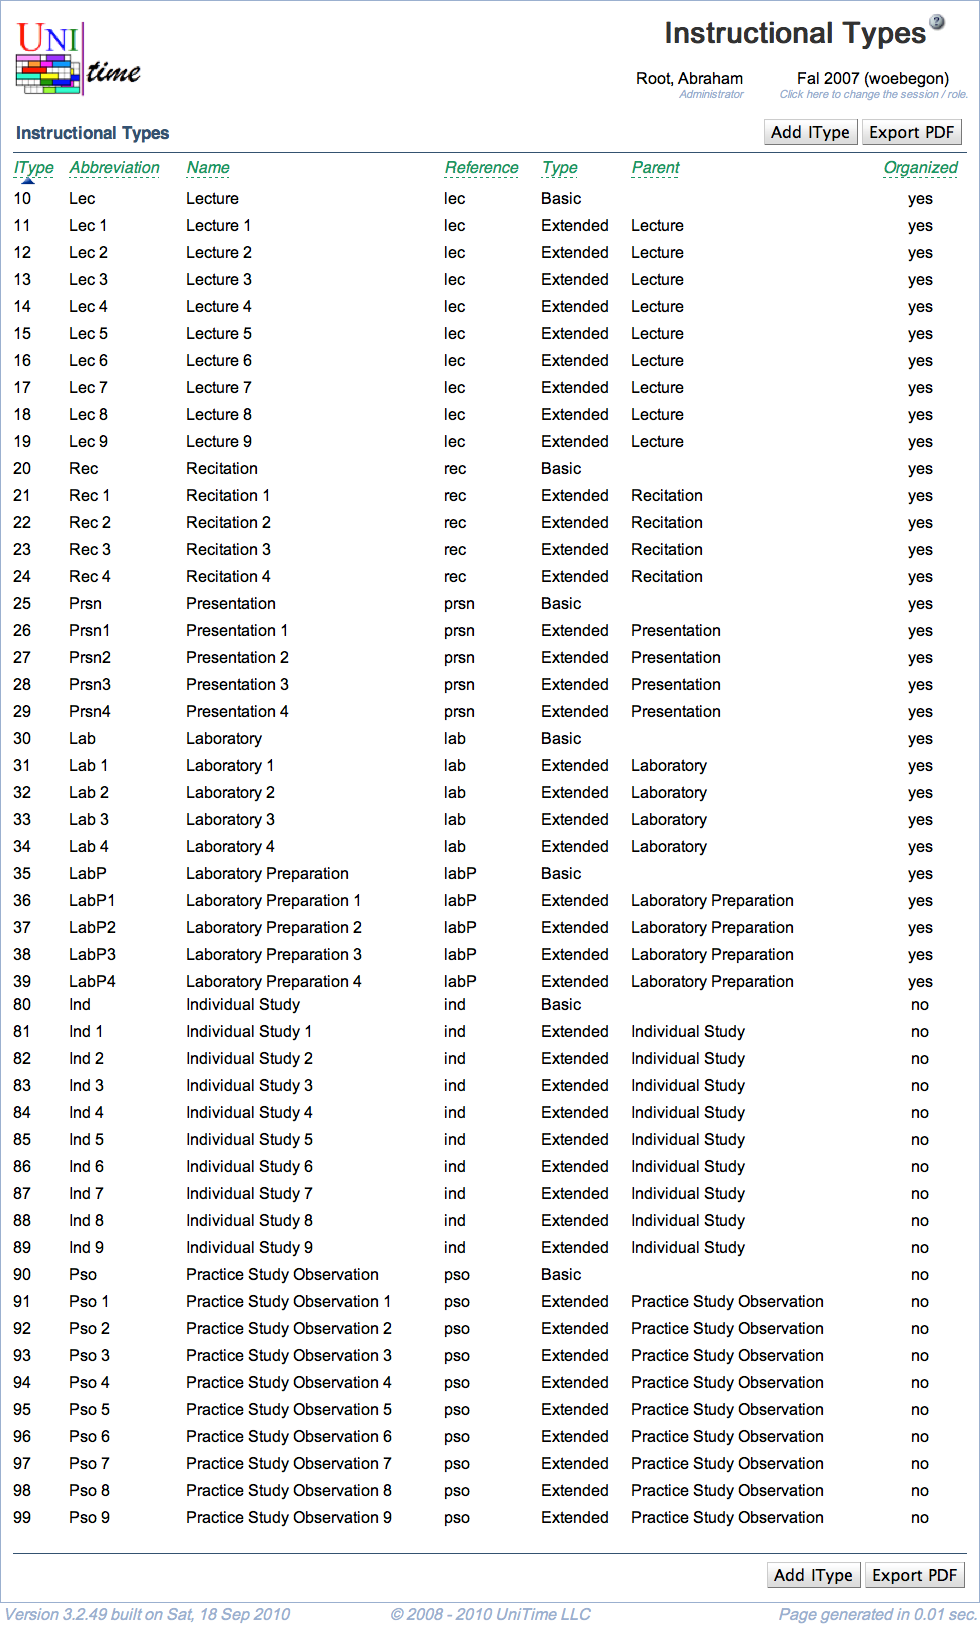 UNI
time
Instructional Types
Root, Abraham Fal 2007 (woebegon)
Administrator Click here to change the session / role.
Instructional Types Add IType Export PDF
IType Abbreviation Name Reference Type Parent Organized
10 Lec Lecture lec Basic yes
11 Lec 1 Lecture 1 lec Extended Lecture yes
12 Lec 2 Lecture 2 lec Extended Lecture yes
13 Lec 3 Lecture 3 lec Extended Lecture yes
14 Lec 4 Lecture 4 lec Extended Lecture yes
15 Lec 5 Lecture 5 lec Extended Lecture yes
16 Lec 6 Lecture 6 lec Extended Lecture yes
17 Lec 7 Lecture 7 lec Extended Lecture yes
18 Lec 8 Lecture 8 lec Extended Lecture yes
19 Lec 9 Lecture 9 lec Extended Lecture yes
20 Rec Recitation rec Basic yes
21 Rec 1 Recitation 1 rec Extended Recitation yes
22 Rec 2 Recitation 2 rec Extended Recitation yes
23 Rec 3 Recitation 3 rec Extended Recitation yes
24 Rec 4 Recitation 4 rec Extended Recitation yes
25 Prsn Presentation prsn Basic yes
26 Prsn1 Presentation 1 prsn Extended Presentation yes
27 Prsn2 Presentation 2 prsn Extended Presentation yes
28 Prsn3 Presentation 3 prsn Extended Presentation yes
29 Prsn4 Presentation 4 prsn Extended Presentation yes
30 Lab Laboratory lab Basic yes
31 Lab 1 Laboratory 1 lab Extended Laboratory yes
32 Lab 2 Laboratory 2 lab Extended Laboratory yes
33 Lab 3 Laboratory 3 lab Extended Laboratory yes
34 Lab 4 Laboratory 4 lab Extended Laboratory yes
35 LabP Laboratory Preparation labP Basic yes
36 LabP1 Laboratory Preparation 1 labP Extended Laboratory Preparation yes
37 LabP2 Laboratory Preparation 2 labP Extended Laboratory Preparation yes
38 LabP3 Laboratory Preparation 3 labP Extended Laboratory Preparation yes
39 LabP4 Laboratory Preparation 4 labP Extended Laboratory Preparation yes
80 Ind Individual Study ind Basic no
81 Ind 1 Individual Study 1 ind Extended Individual Study no
82 Ind 2 Individual Study 2 ind Extended Individual Study no
83 Ind 3 Individual Study 3 ind Extended Individual Study no
84 Ind 4 Individual Study 4 ind Extended Individual Study no
85 Ind 5 Individual Study 5 ind Extended Individual Study no
86 Ind 6 Individual Study 6 ind Extended Individual Study no
87 Ind 7 Individual Study 7 ind Extended Individual Study no
88 Ind 8 Individual Study 8 ind Extended Individual Study no
89 Ind 9 Individual Study 9 ind Extended Individual Study no
90 Pso Practice Study Observation pso Basic no
91 Pso 1 Practice Study Observation 1 pso Extended Practice Study Observation no
92 Pso 2 Practice Study Observation 2 pso Extended Practice Study Observation no
93 Pso 3 Practice Study Observation 3 pso Extended Practice Study Observation no
94 Pso 4 Practice Study Observation 4 pso Extended Practice Study Observation no
95 Pso 5 Practice Study Observation 5 pso Extended Practice Study Observation no
96 Pso 6 Practice Study Observation 6 pso Extended Practice Study Observation no
97 Pso 7 Practice Study Observation 7 pso Extended Practice Study Observation no
98 Pso 8 Practice Study Observation 8 pso Extended Practice Study Observation no
99 Pso 9 Practice Study Observation 9 pso Extended Practice Study Observation no
Add IType Export PDF
Version 3.2.49 built on Sat, 18 Sep 2010 © 2008 - 2010 UniTime LLC Page generated in 0.01 sec.